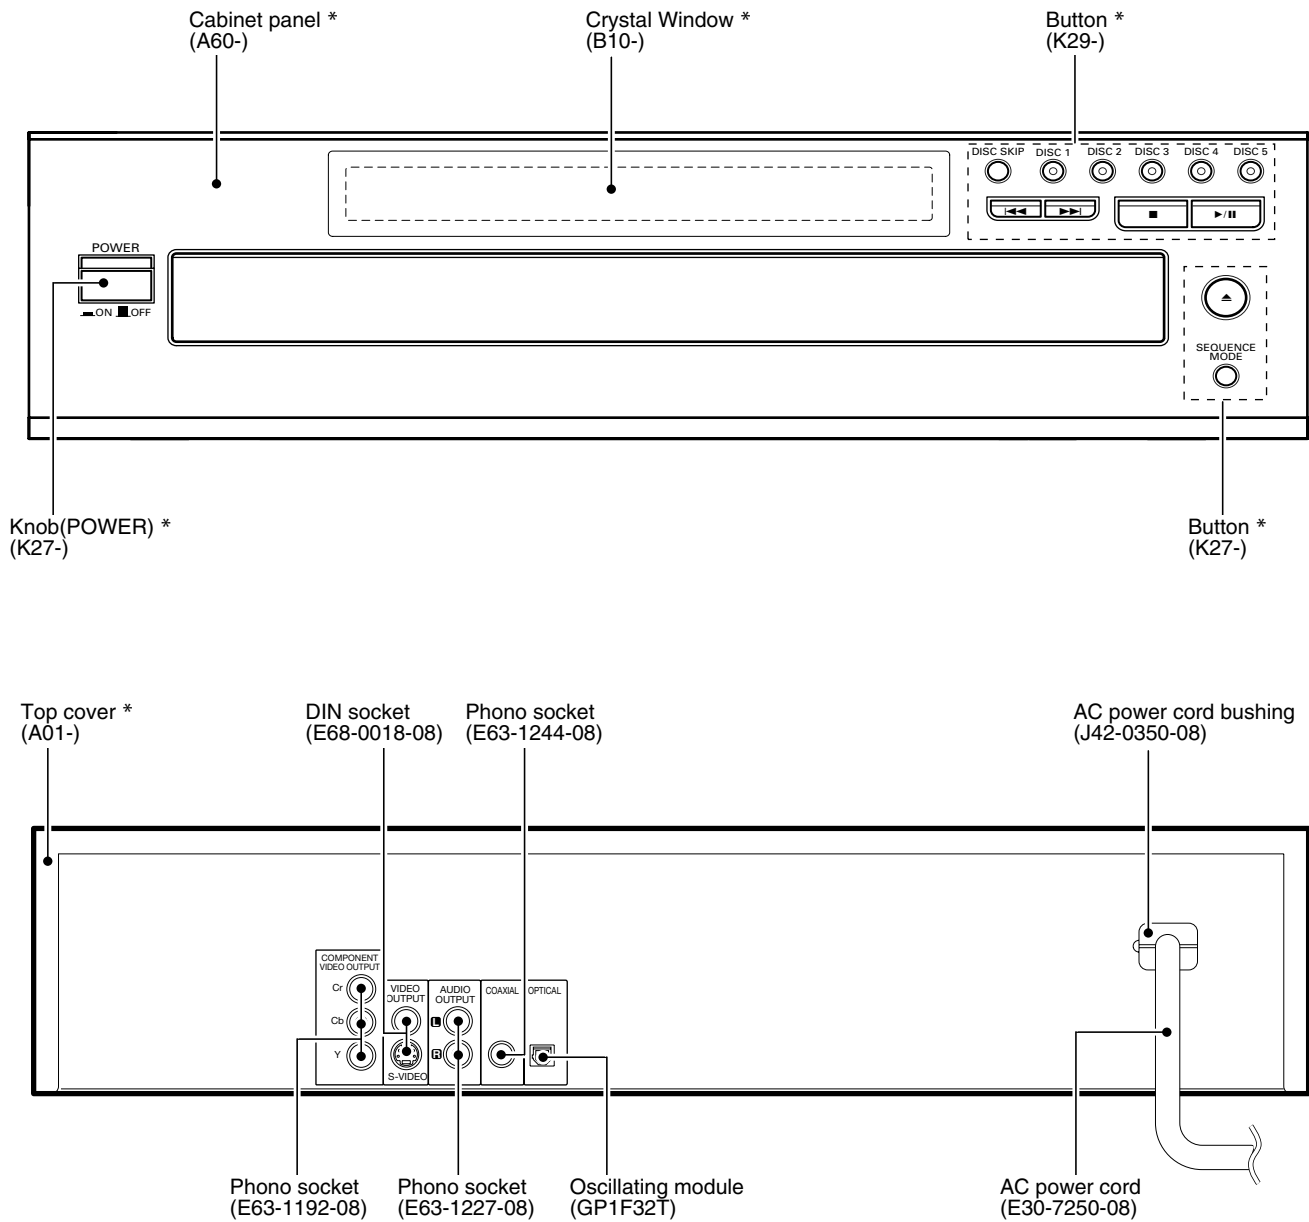 Cabinet panel *
(A60-)
Crystal Window *
(B10-)
Button *
(K29-)
DISC SKIP DISC 1 DISC 2 DISC 3 DISC 4 DISC 5
POWER
ON OFF
SEQUENCE
MODE
Knob(POWER) *
(K27-)
Button *
(K27-)
Top cover *
(A01-)
DIN socket
(E68-0018-08)
Phono socket
(E63-1244-08)
AC power cord bushing
(J42-0350-08)
COMPONENT
VIDEO OUTPUT
Cr
Cb
Y
VIDEO
OUTPUT
S-VIDEO
AUDIO
OUTPUT
L
R
COAXIAL
OPTICAL
Phono socket
(E63-1192-08)
Phono socket
(E63-1227-08)
Oscillating module
(GP1F32T)
AC power cord
(E30-7250-08)